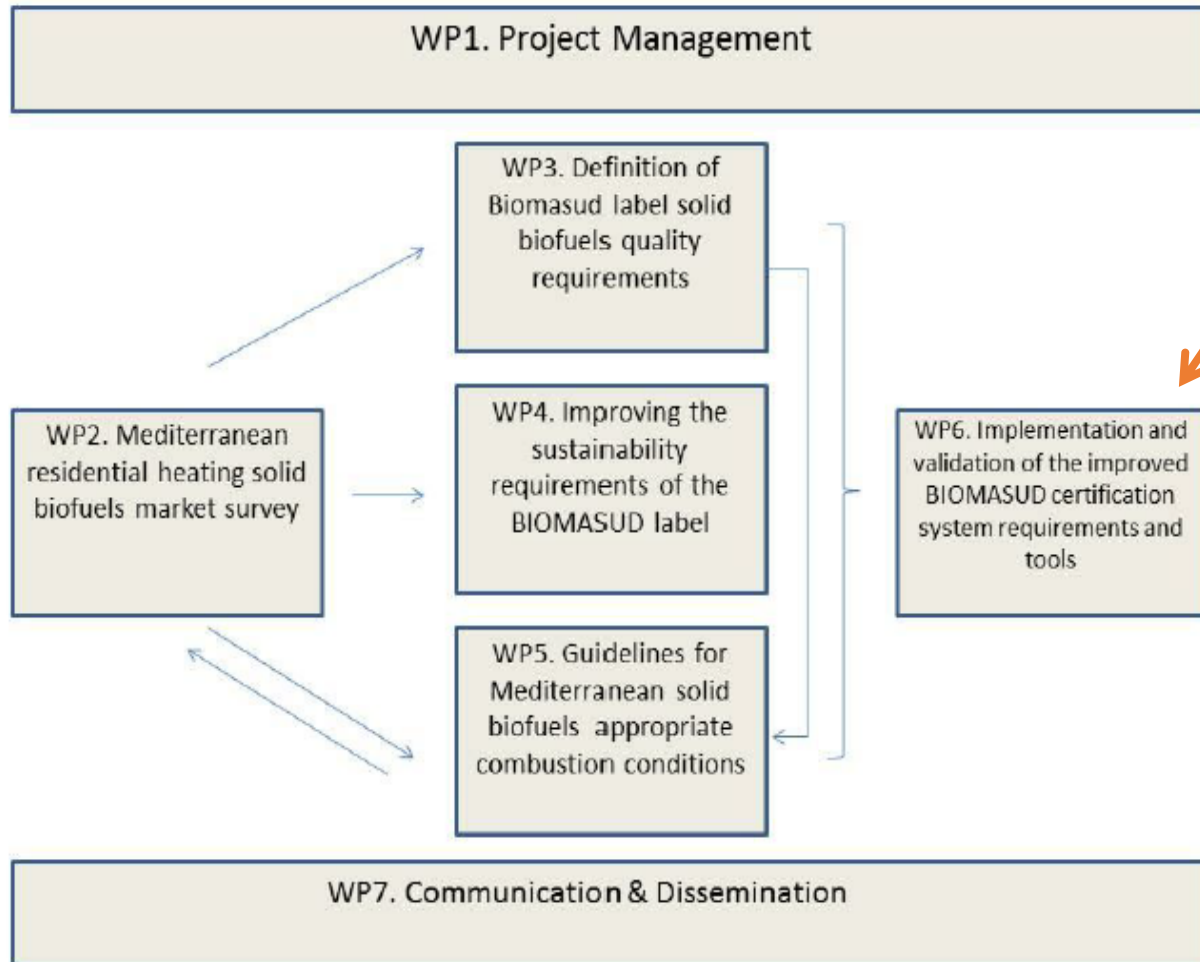 WP1. Project Management
WP3. Definition of
Biomasud label solid
biofuels quality
requirements
WP2. Mediterranean
residential heating solid
biofuels market survey
WP4. Improving the
sustainability
requirements of the
BIOMASUD label
WP6. Implementation and
validation of the improved
BIOMASUD certification
system requirements and
tools
WP5. Guidelines for
Mediterranean solid
biofuels appropriate
combustion conditions
WP7. Communication & Dissemination